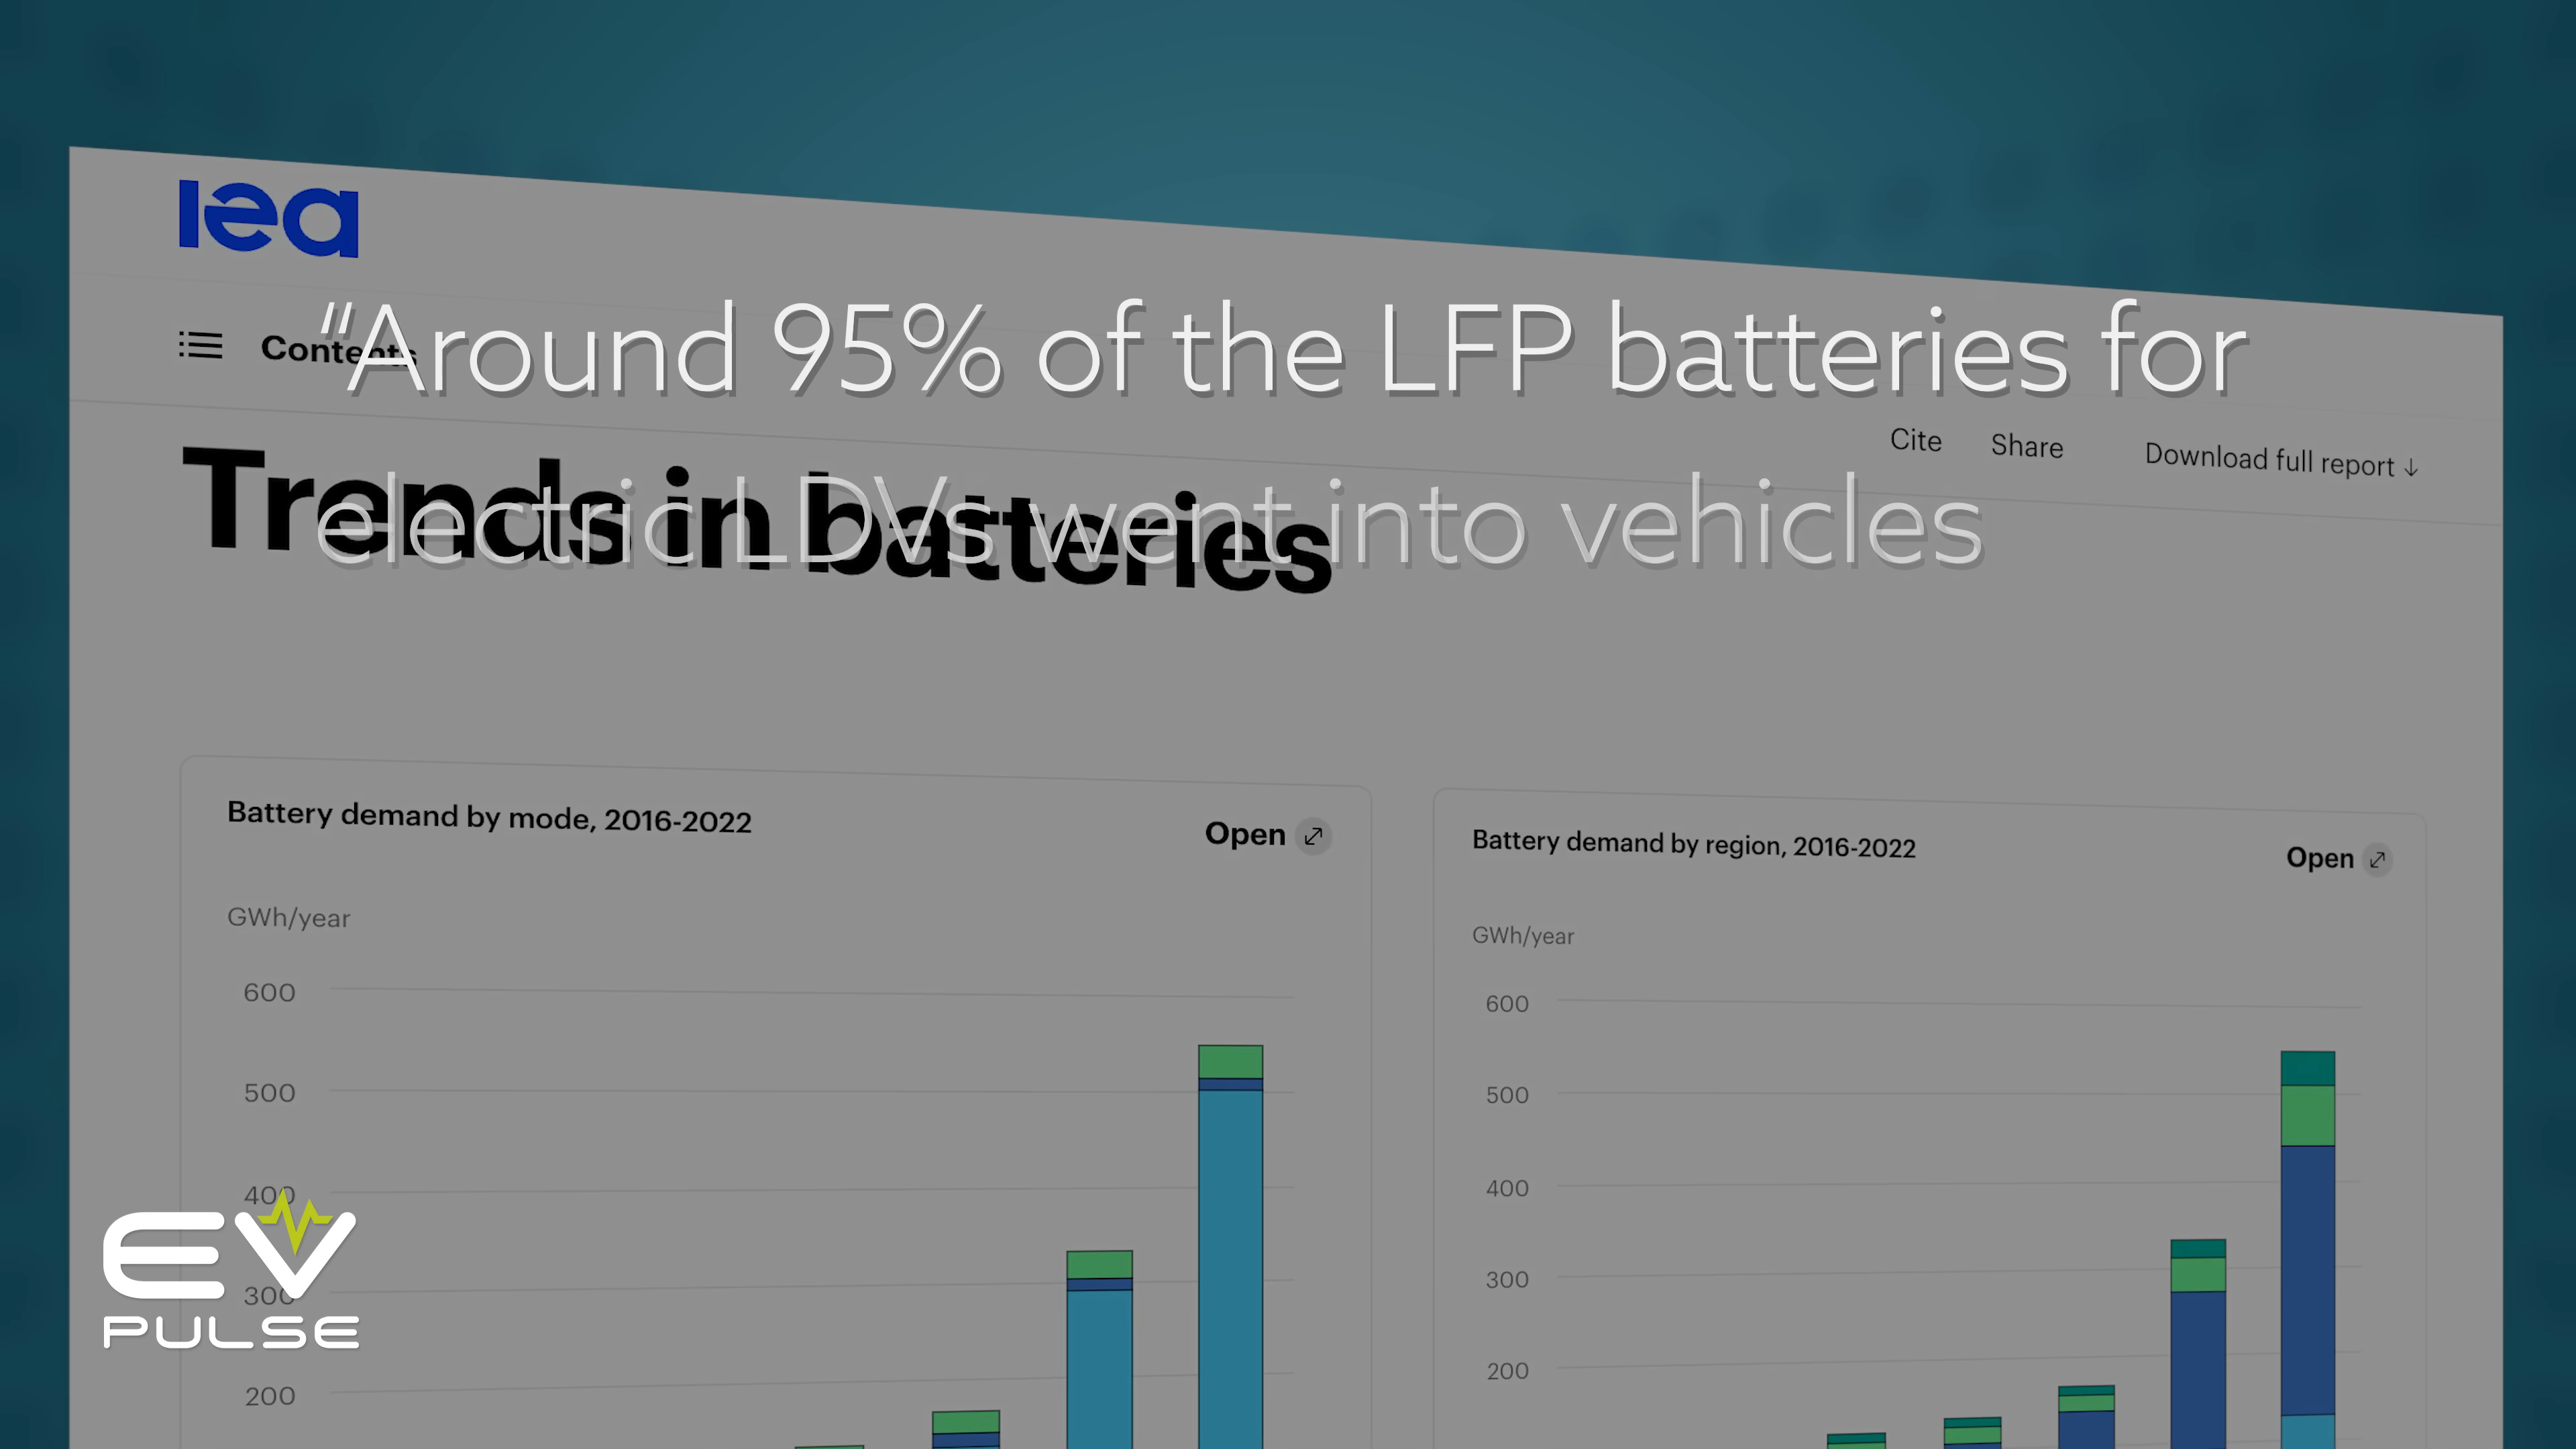 iea
Contents
“Around 95% of the LFP batteries for
electric LDVs went into vehicles
Cite Share Download full report ↓
Trends in batteries
Battery demand by mode, 2016-2022
Open
GWh/year
600
500
400
300
200
Battery demand by region, 2016-2022
Open
GWh/year
600
500
400
300
200
EV
PULSE